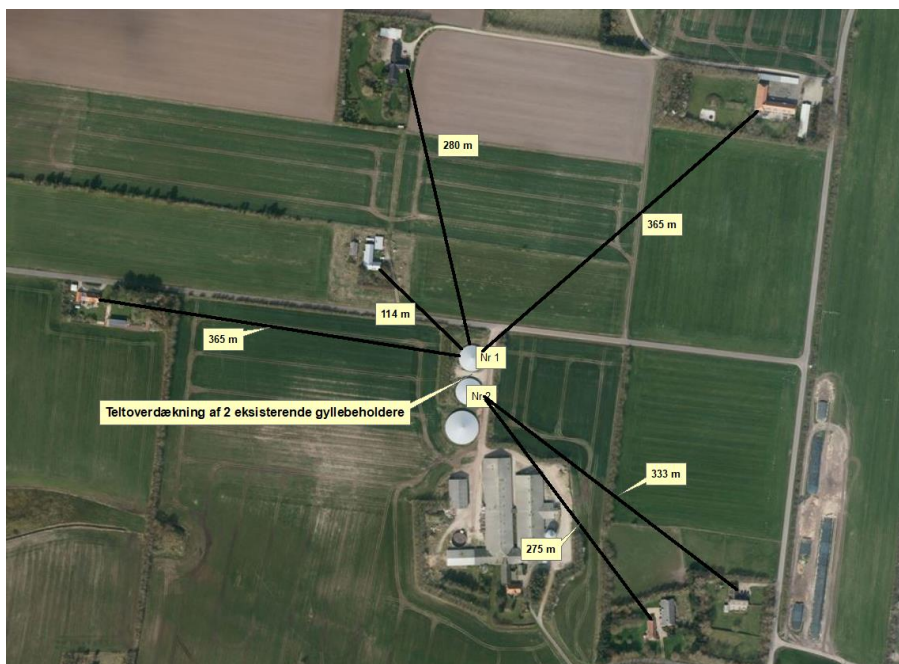 280 m
365 m
114 m
365 m
Nr 1
Nr 2
Teltoverdækning af 2 eksisterende gyllebeholdere
333 m
275 m